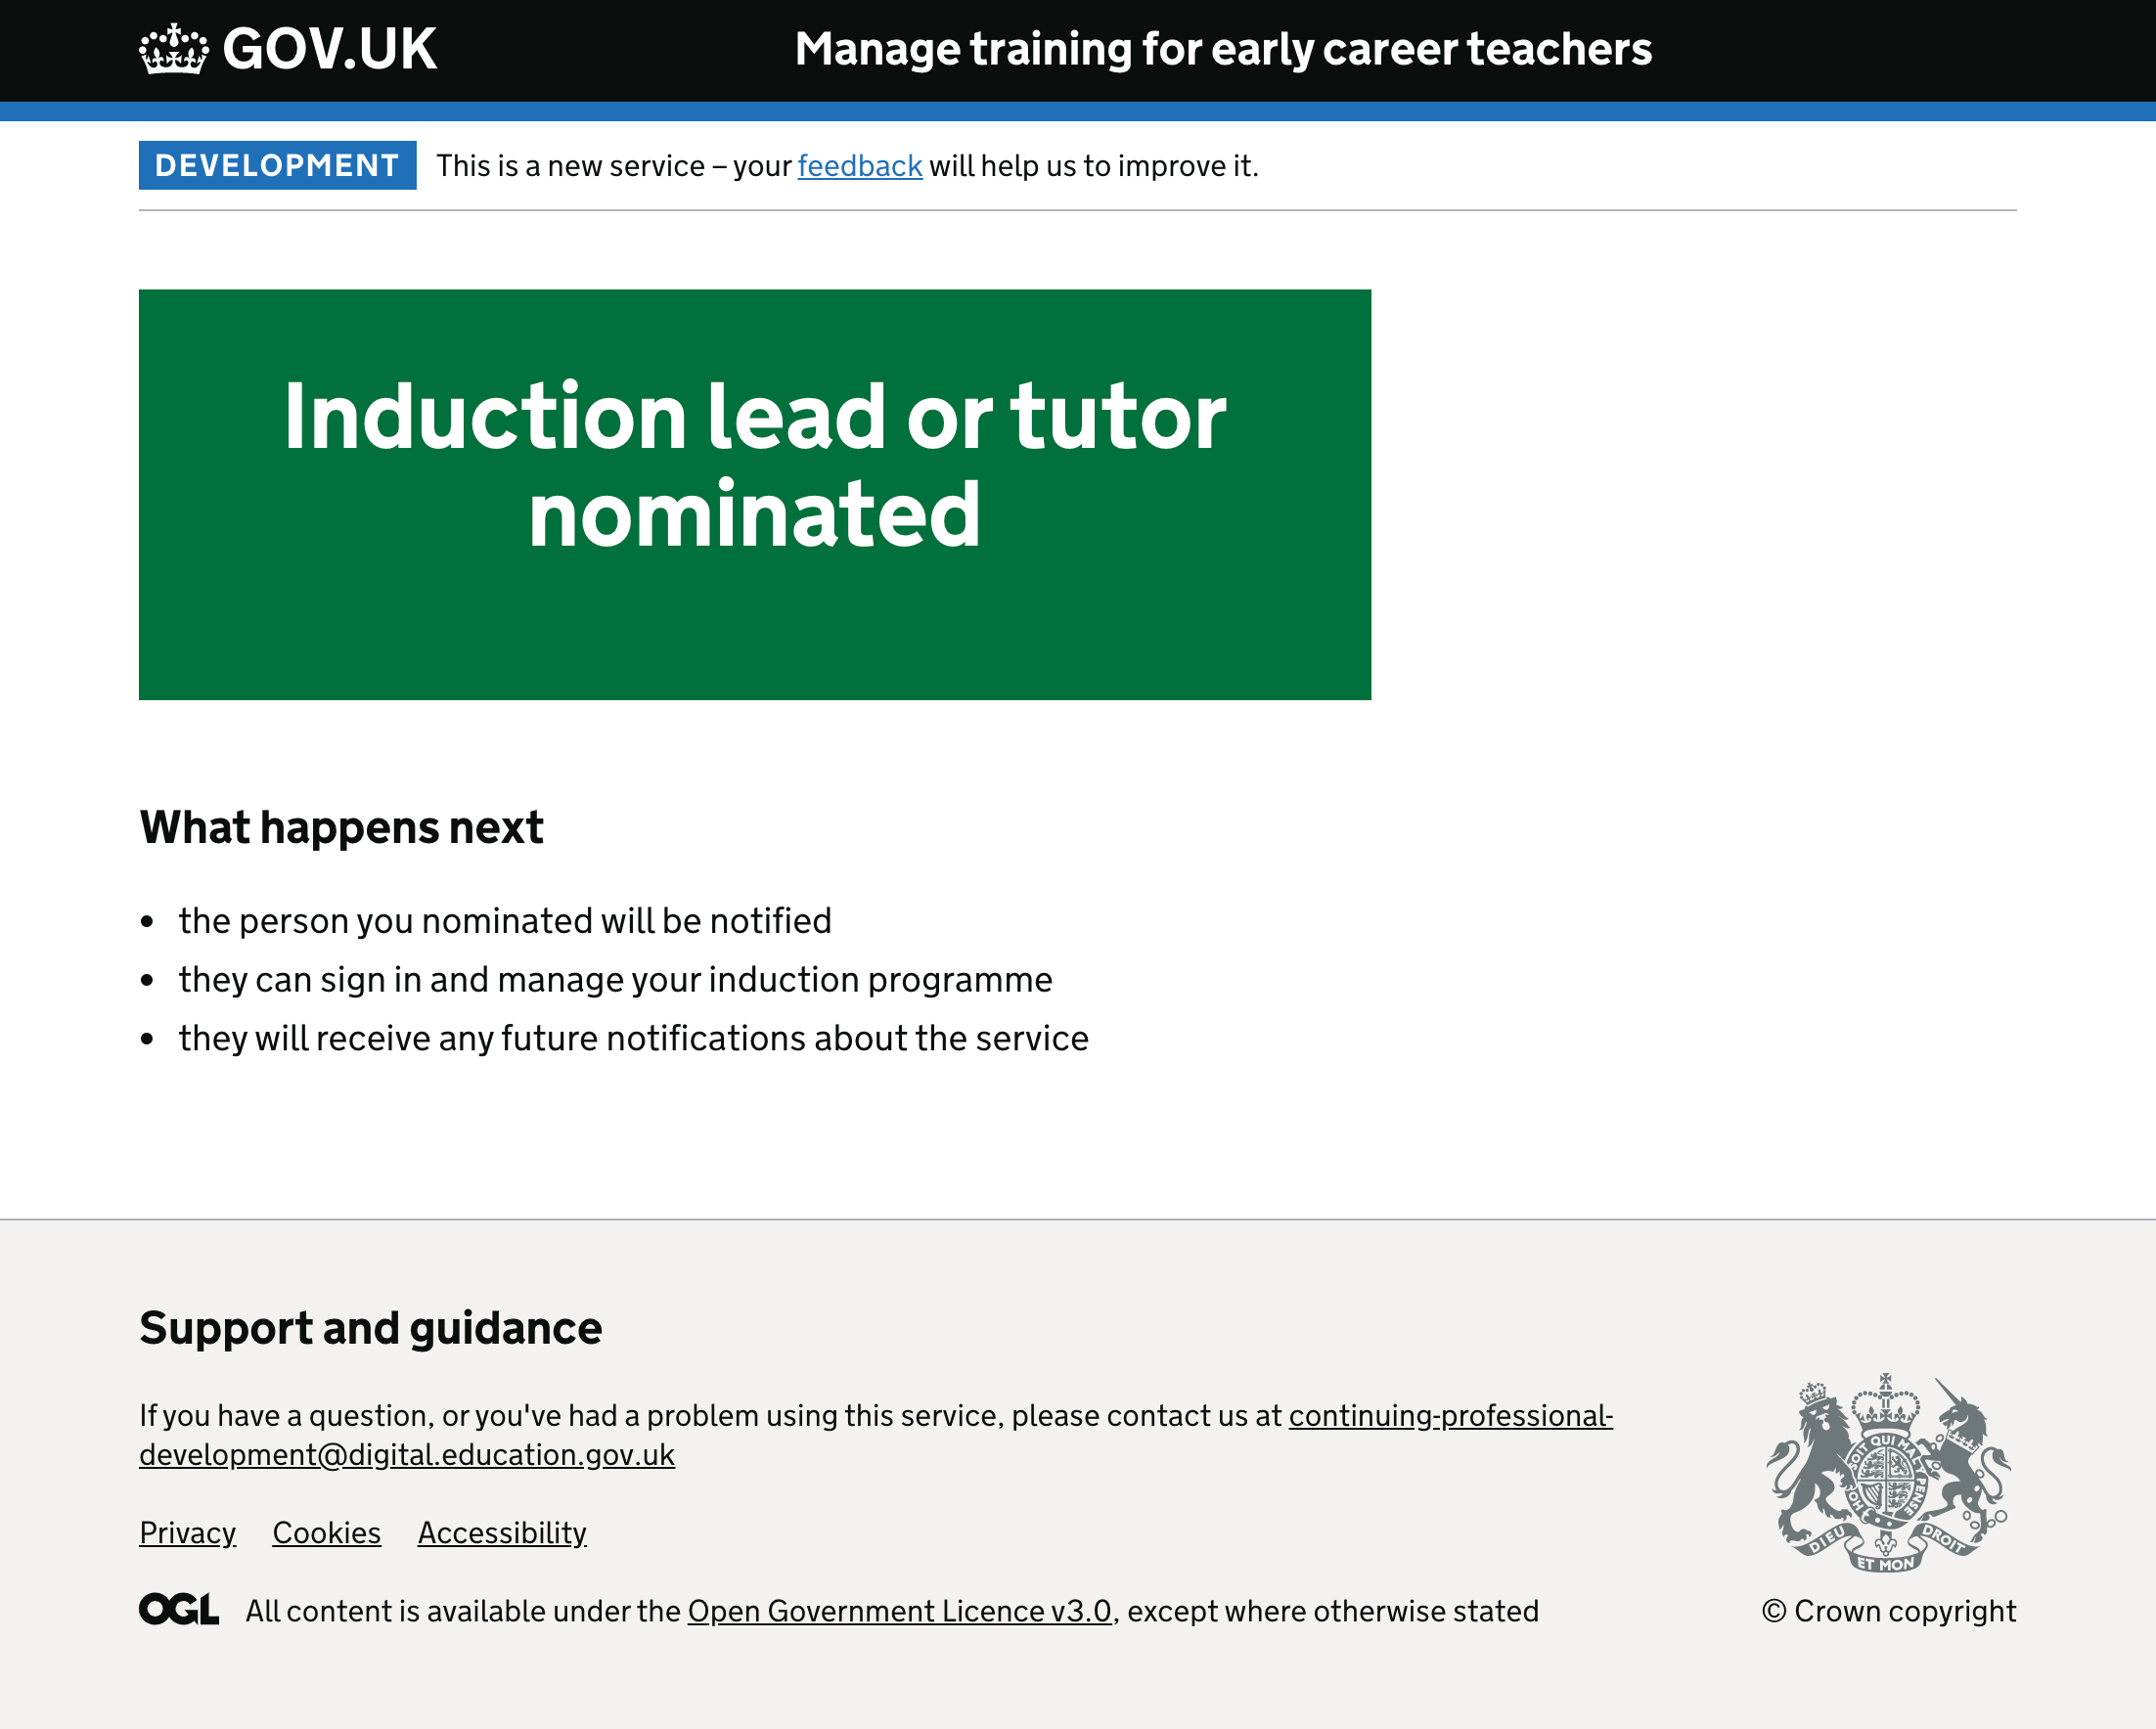 GOV.UK
Manage training for early career teachers
DEVELOPMENT
This is a new service – your feedback will help us to improve it.
Induction lead or tutor
nominated
What happens next
• the person you nominated will be notified
• they can sign in and manage your induction programme
• they will receive any future notifications about the service
Support and guidance
If you have a question, or you've had a problem using this service, please contact us at continuing-professional-
development@digital.education.gov.uk
Privacy Cookies Accessibility
HONI SOIT QUI MAL Y PENSE
DIEU ET MON DROIT
OGL All content is available under the Open Government Licence v3.0, except where otherwise stated
© Crown copyright